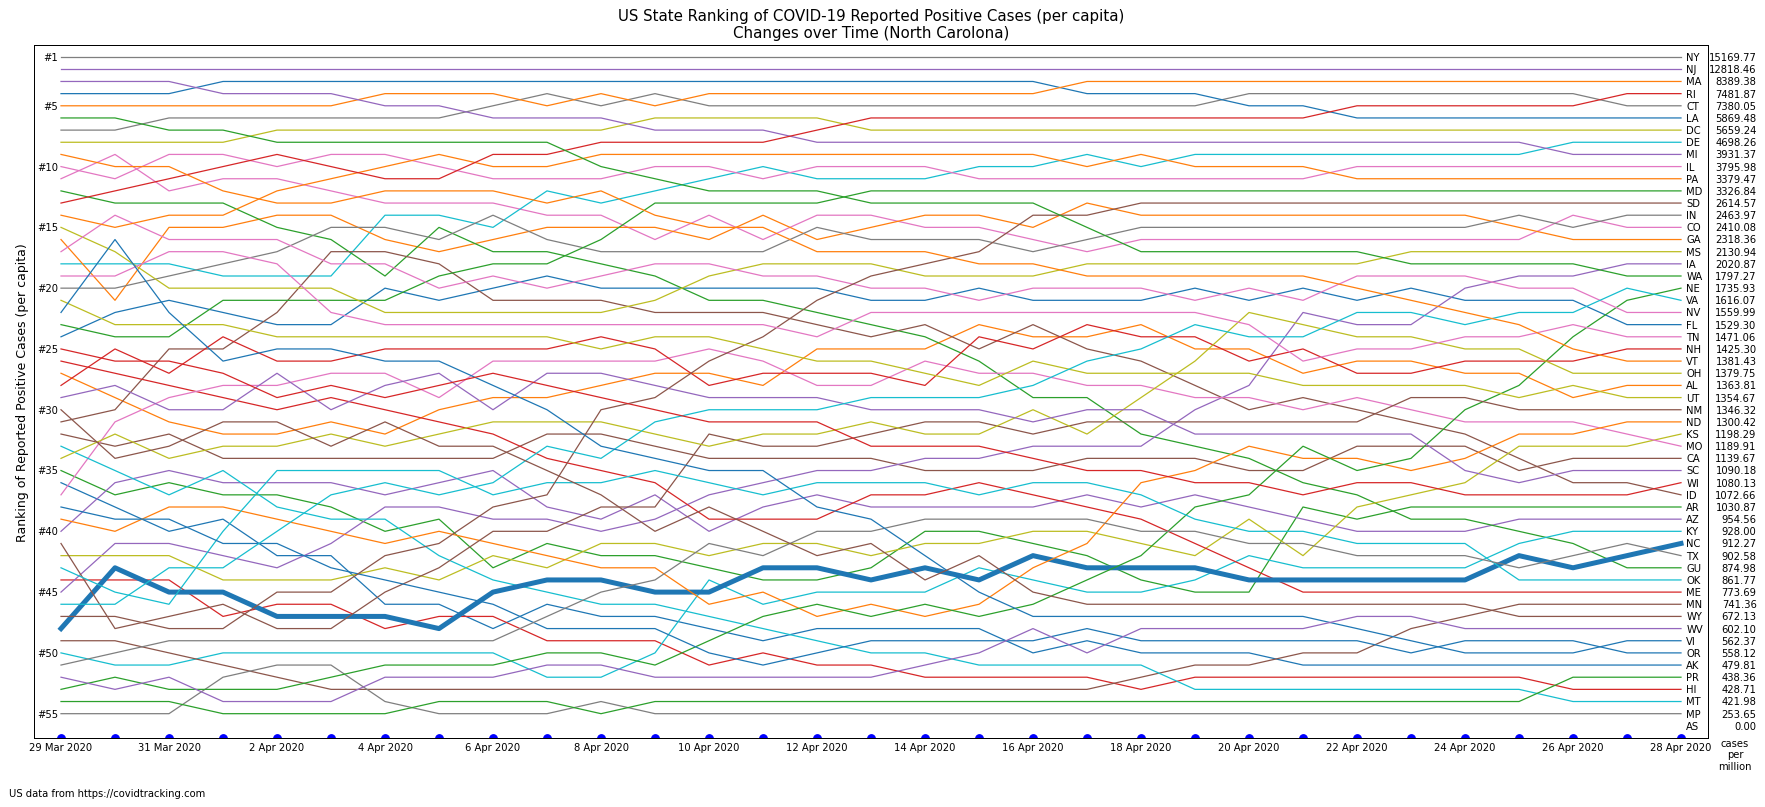 US State Ranking of COVID-19 Reported Positive Cases (per capita)
Changes over Time (North Carolona)
Ranking of Reported Positive Cases (per capita)
#1
#5
#10
#15
#20
#25
#30
#35
#40
#45
#50
#55
NY 15169.77
NJ 12818.46
MA 8389.38
RI 7481.87
CT 7380.05
LA 5869.48
DC 5659.24
DE 4698.26
MI 3931.37
IL 3795.98
PA 3379.47
MD 3326.84
SD 2614.57
IN 2463.97
CO 2410.08
GA 2318.36
MS 2130.94
IA 2020.87
WA 1797.27
NE 1735.93
VA 1616.07
NV 1559.99
FL 1529.30
TN 1471.06
NH 1425.30
VT 1381.43
OH 1379.75
AL 1363.81
UT 1354.67
NM 1346.32
ND 1300.42
KS 1198.29
MO 1189.91
CA 1139.67
SC 1090.18
WI 1080.13
ID 1072.66
AR 1030.87
AZ 954.56
KY 928.00
NC 912.27
TX 902.58
GU 874.98
OK 861.77
ME 773.69
MN 741.36
WY 672.13
WV 602.10
VI 562.37
OR 558.12
AK 479.81
PR 438.36
HI 428.71
MT 421.98
MP 253.65
AS 0.00
29 Mar 2020 31 Mar 2020 2 Apr 2020 4 Apr 2020 6 Apr 2020 8 Apr 2020 10 Apr 2020 12 Apr 2020 14 Apr 2020 16 Apr 2020 18 Apr 2020 20 Apr 2020 22 Apr 2020 24 Apr 2020 26 Apr 2020 28 Apr 2020
cases
per
million
US data from https://covidtracking.com